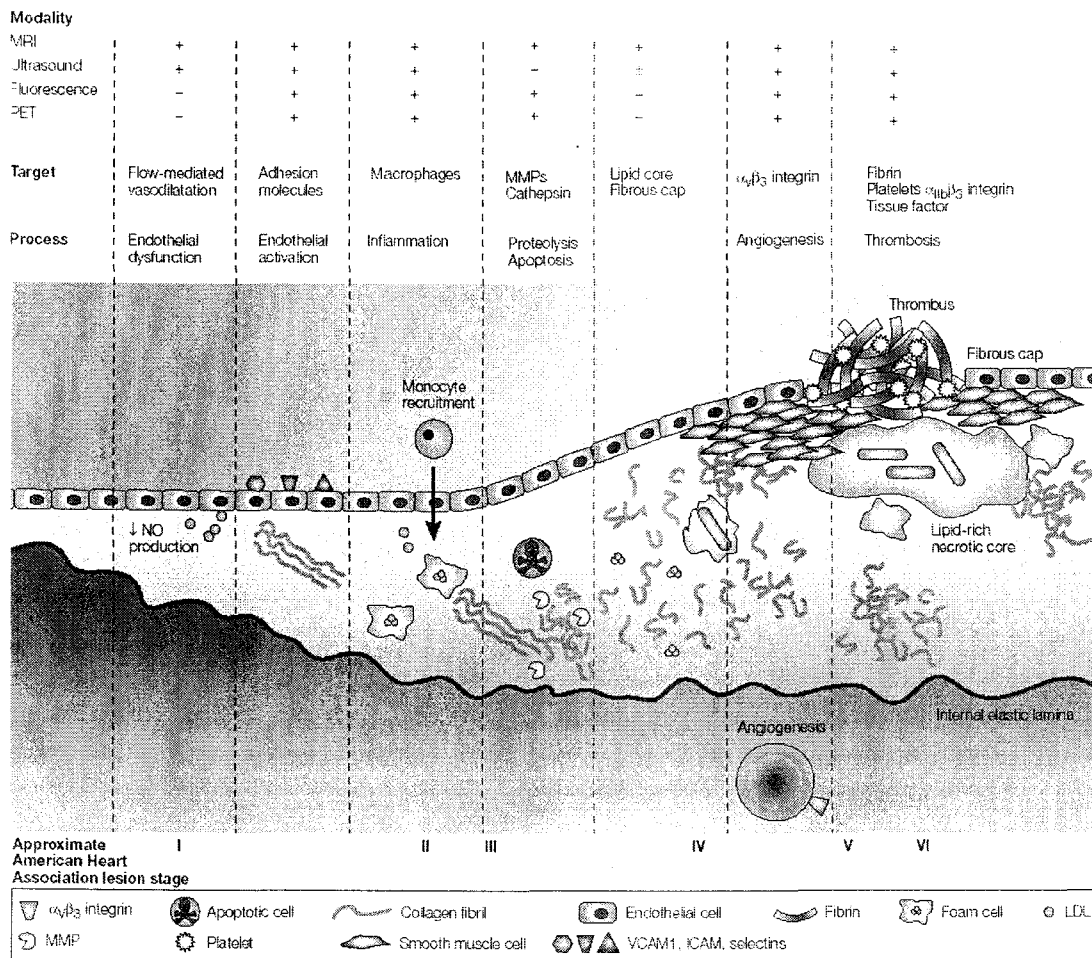 Modality
MRI + + + + + + +
Ultrasound + + + − ± + +
Fluorescence − + + + − + +
PET − + + + − + +
Target Flow-mediated Adhesion Macrophages MMPs Lipid core αvβ3 integrin Fibrin
vasodilatation molecules Cathepsin Fibrous cap Platelets αIIbβ3 integrin
Tissue factor
Process Endothelial Endothelial Inflammation Proteolysis Angiogenesis Thrombosis
dysfunction activation Apoptosis
Thrombus
Fibrous cap
Monocyte
recruitment
↓ NO
production
Lipid-rich
necrotic core
Internal elastic lamina
Angiogenesis
Approximate I II III IV V VI
American Heart
Association lesion stage
αvβ3 integrin Apoptotic cell Collagen fibril Endothelial cell Fibrin Foam cell LDL
MMP Platelet Smooth muscle cell VCAM1, ICAM, selectins